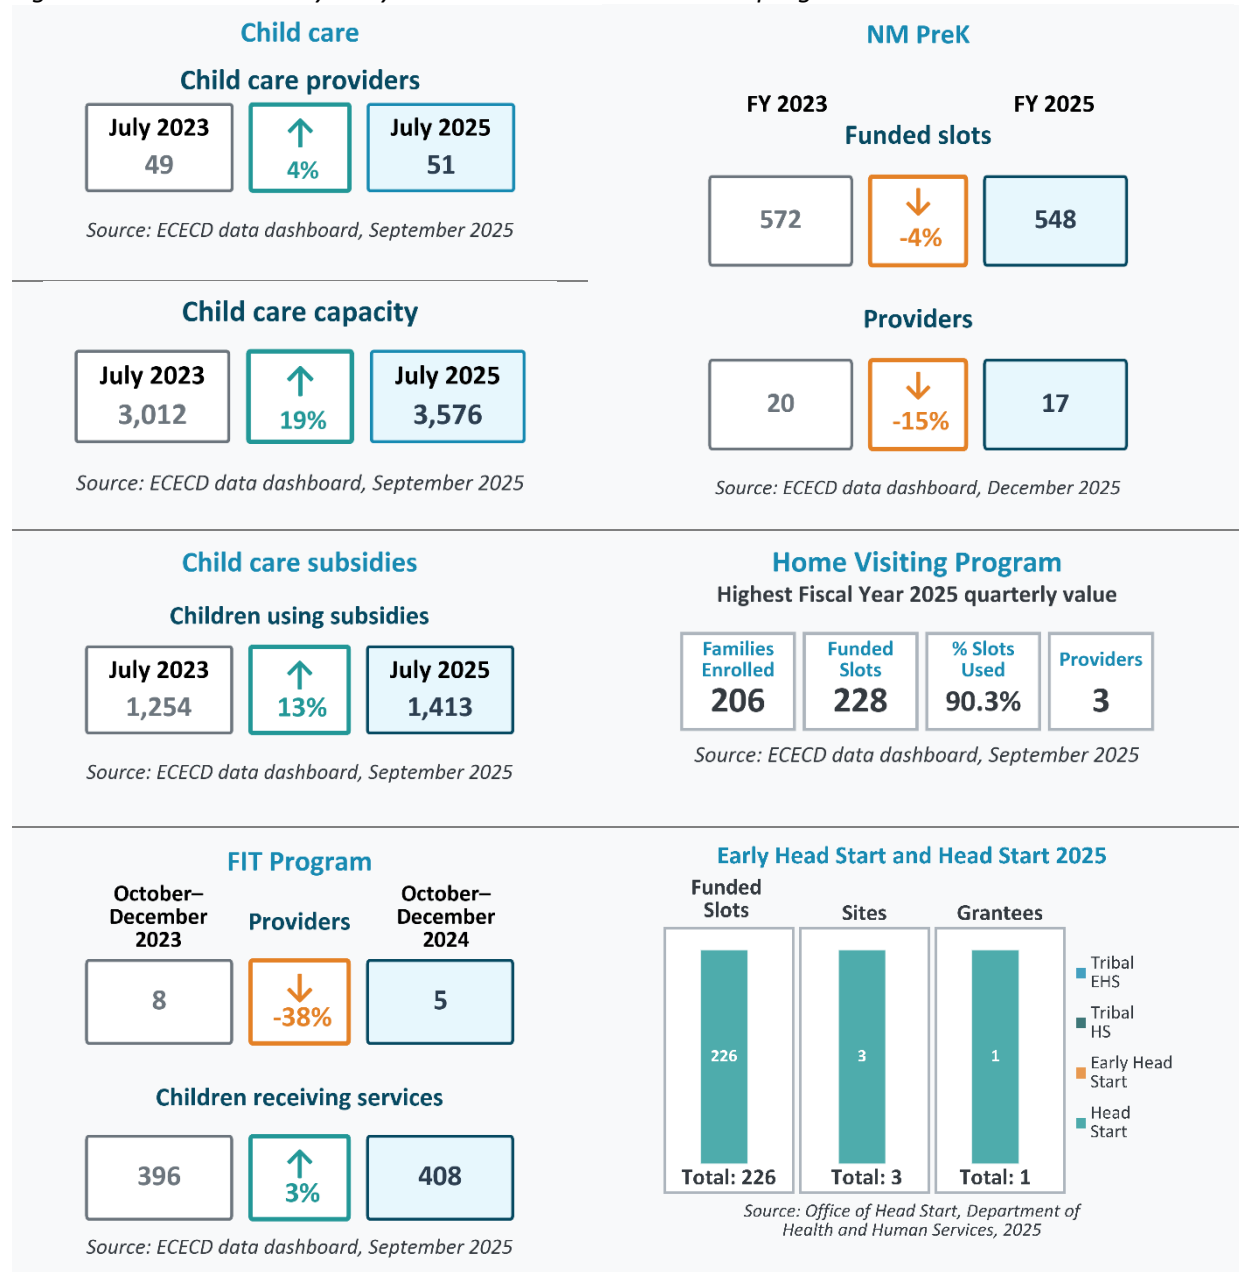 Child care
Child care providers
July 2023
49
4%
July 2025
51
Source: ECECD data dashboard, September 2025
Child care capacity
July 2023
3,012
19%
July 2025
3,576
Source: ECECD data dashboard, September 2025
NM PreK
FY 2023
FY 2025
Funded slots
572
-4%
548
Providers
20
-15%
17
Source: ECECD data dashboard, December 2025
Child care subsidies
Children using subsidies
July 2023
1,254
13%
July 2025
1,413
Source: ECECD data dashboard, September 2025
Home Visiting Program
Highest Fiscal Year 2025 quarterly value
Families
Enrolled
206
Funded
Slots
228
% Slots
Used
90.3%
Providers
3
Source: ECECD data dashboard, September 2025
FIT Program
October–
December
2023
Providers
October–
December
2024
8
-38%
5
Children receiving services
396
3%
408
Source: ECECD data dashboard, September 2025
Early Head Start and Head Start 2025
Funded
Slots
Sites
Grantees
226
3
1
Total: 226
Total: 3
Total: 1
Tribal
EHS
Tribal
HS
Early Head
Start
Head
Start
Source: Office of Head Start, Department of
Health and Human Services, 2025